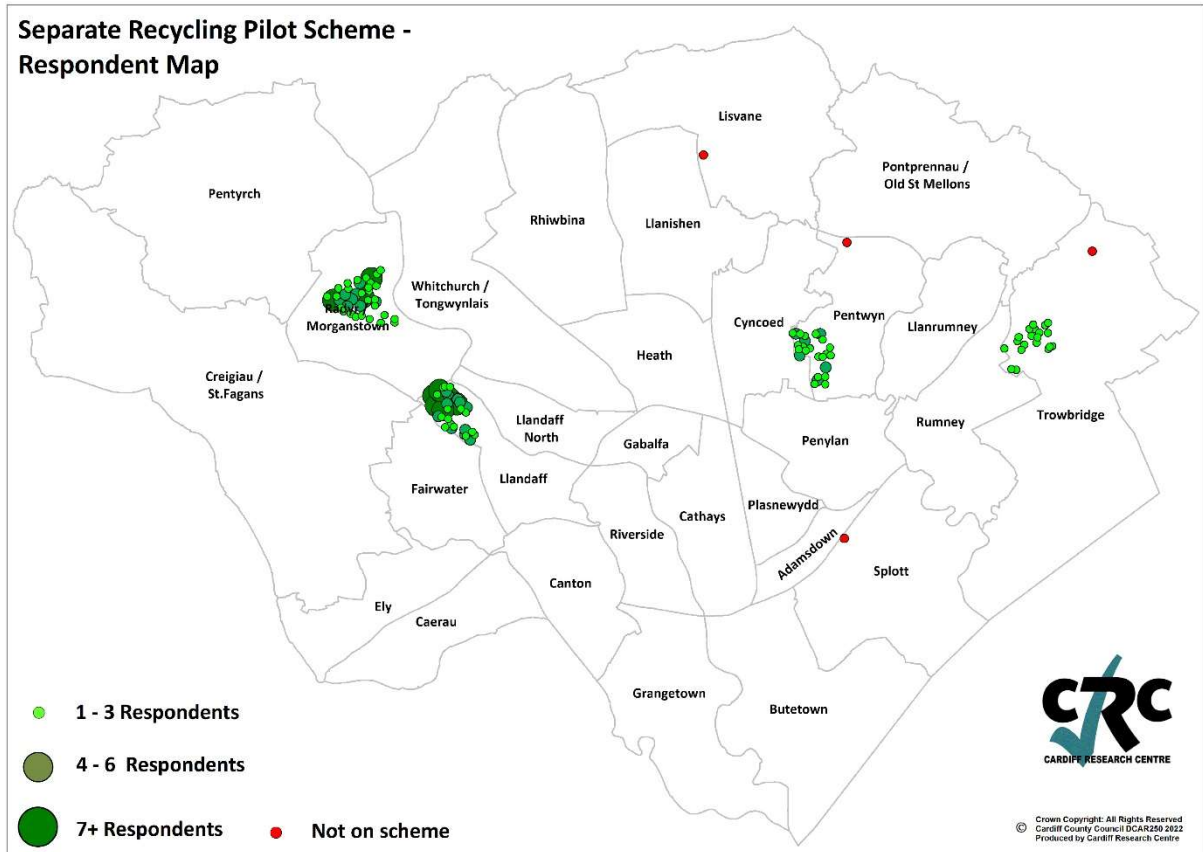 Separate Recycling Pilot Scheme -
Respondent Map
Lisvane
Pontprennau /
Old St Mellons
Pentyrch
Rhiwbina
Llanishen
Whitchurch /
Tongwynlais
Radyr /
Morganstown
Cyncoed
Pentwyn
Llanrumney
Heath
Creigiau /
St.Fagans
Trowbridge
Llandaff
North
Gabalfa
Penylan
Rumney
Fairwater
Llandaff
Riverside
Cathays
Plasnewydd
Adamsdown
Splott
Canton
Ely
Caerau
Grangetown
Butetown
1 - 3 Respondents
4 - 6 Respondents
7+ Respondents
Not on scheme
CRC
CARDIFF RESEARCH CENTRE
© Crown Copyright: All Rights Reserved
Cardiff County Council DCAR250 2022
Produced by Cardiff Research Centre